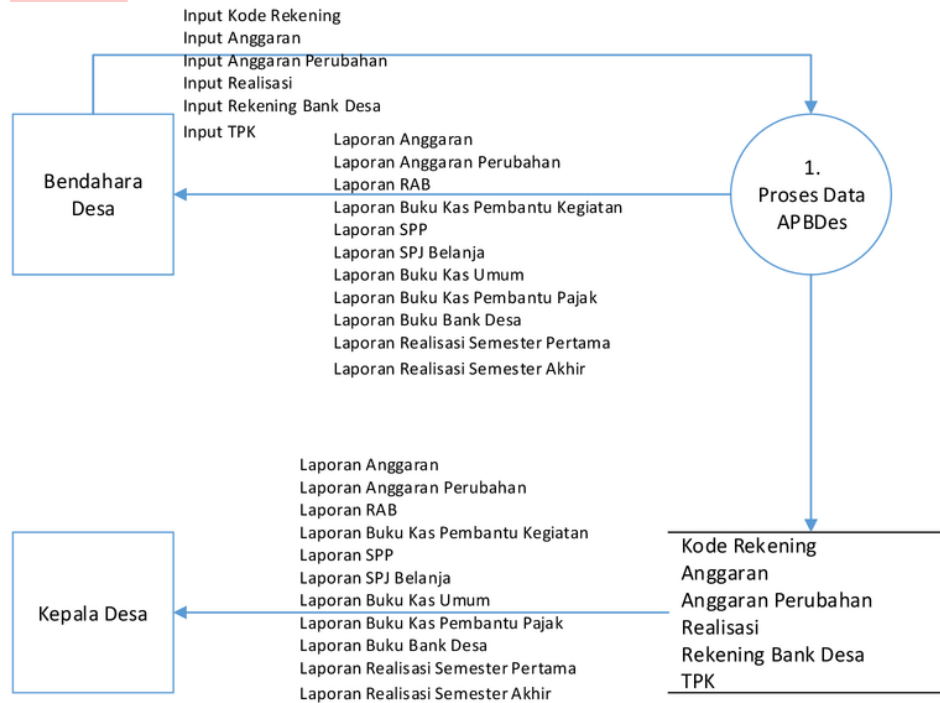 Input Kode Rekening
Input Anggaran
Input Anggaran Perubahan
Input Realisasi
Input Rekening Bank Desa
Input TPK
Bendahara
Desa
Laporan Anggaran
Laporan Anggaran Perubahan
Laporan RAB
Laporan Buku Kas Pembantu Kegiatan
Laporan SPP
Laporan SPJ Belanja
Laporan Buku Kas Umum
Laporan Buku Kas Pembantu Pajak
Laporan Buku Bank Desa
Laporan Realisasi Semester Pertama
Laporan Realisasi Semester Akhir
1.
Proses Data
APBDes
Kepala Desa
Laporan Anggaran
Laporan Anggaran Perubahan
Laporan RAB
Laporan Buku Kas Pembantu Kegiatan
Laporan SPP
Laporan SPJ Belanja
Laporan Buku Kas Umum
Laporan Buku Kas Pembantu Pajak
Laporan Buku Bank Desa
Laporan Realisasi Semester Pertama
Laporan Realisasi Semester Akhir
Kode Rekening
Anggaran
Anggaran Perubahan
Realisasi
Rekening Bank Desa
TPK